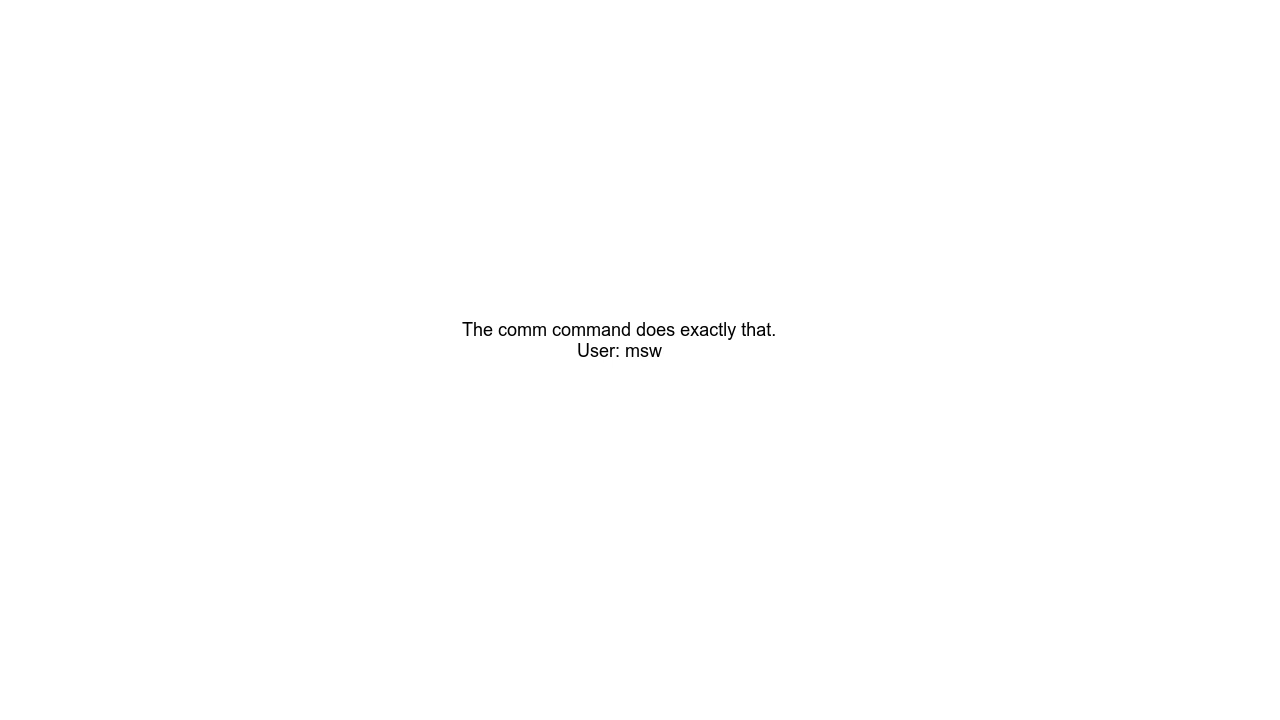 The comm command does exactly that.
User: msw